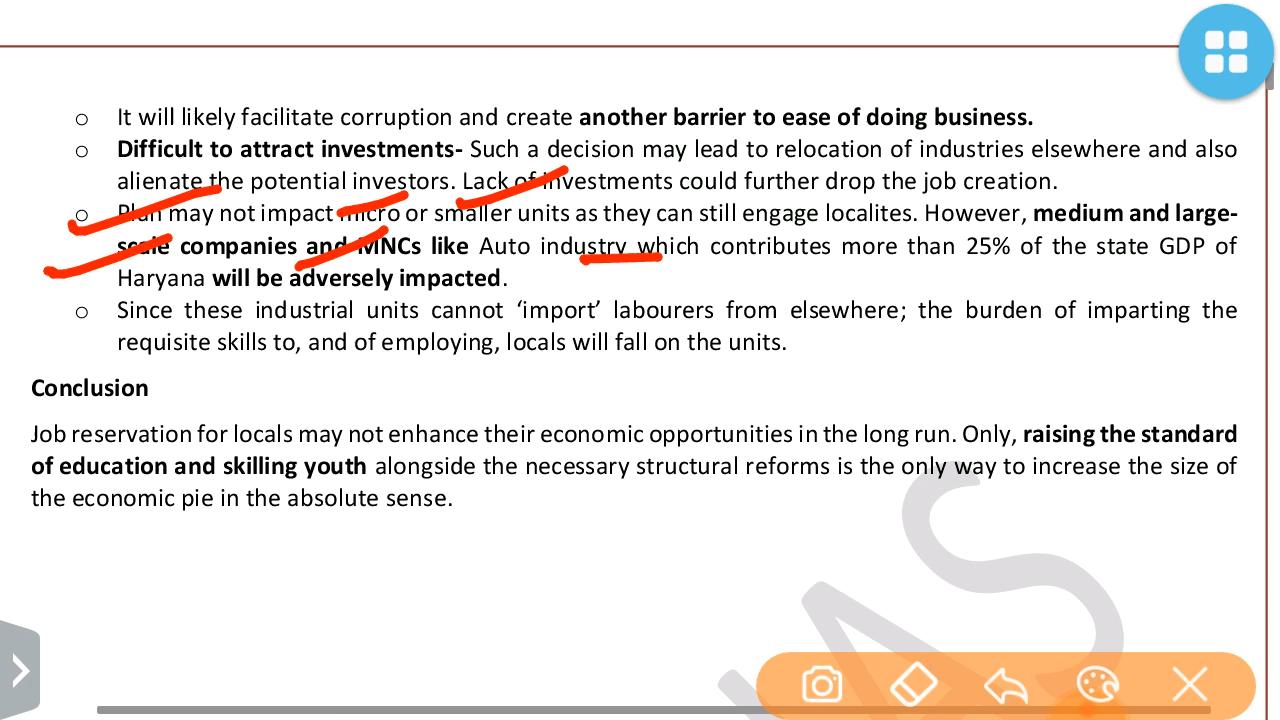 o It will likely facilitate corruption and create another barrier to ease of doing business.
o Difficult to attract investments- Such a decision may lead to relocation of industries elsewhere and also
alienate the potential investors. Lack of investments could further drop the job creation.
o Plan may not impact micro or smaller units as they can still engage localites. However, medium and large-
scale companies and MNCs like Auto industry which contributes more than 25% of the state GDP of
Haryana will be adversely impacted.
o Since these industrial units cannot ‘import’ labourers from elsewhere; the burden of imparting the
requisite skills to, and of employing, locals will fall on the units.
Conclusion
Job reservation for locals may not enhance their economic opportunities in the long run. Only, raising the standard
of education and skilling youth alongside the necessary structural reforms is the only way to increase the size of
the economic pie in the absolute sense.
S